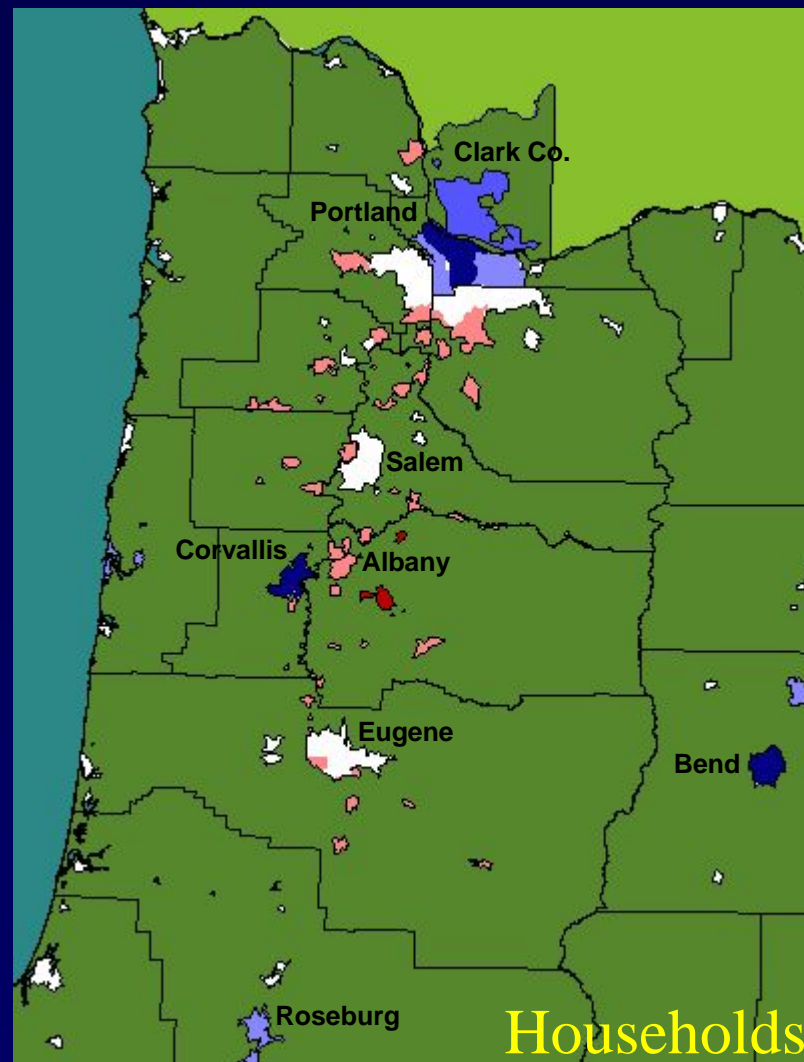 Clark Co.
Portland
Salem
Corvallis
Albany
Eugene
Bend
Roseburg
Households